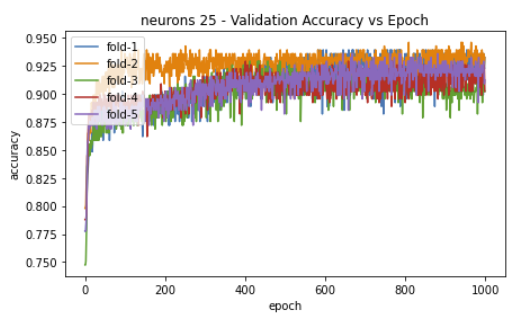 neurons 25 - Validation Accuracy vs Epoch
0.950
0.925
0.900
0.875
0.850
0.825
0.800
0.775
0.750
accuracy
fold-1
fold-2
fold-3
fold-4
fold-5
0 200 400 600 800 1000
epoch